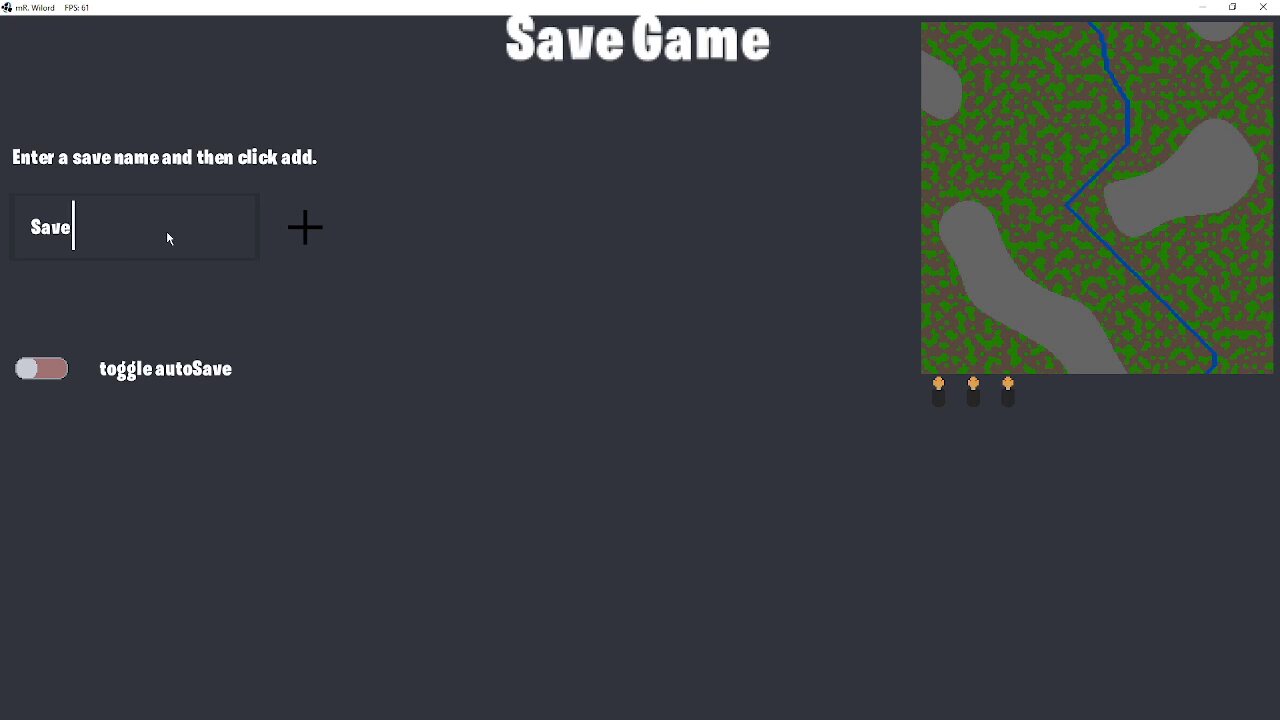 mR. Wilord FPS: 61
Save Game
Enter a save name and then click add.
Save
toggle autoSave